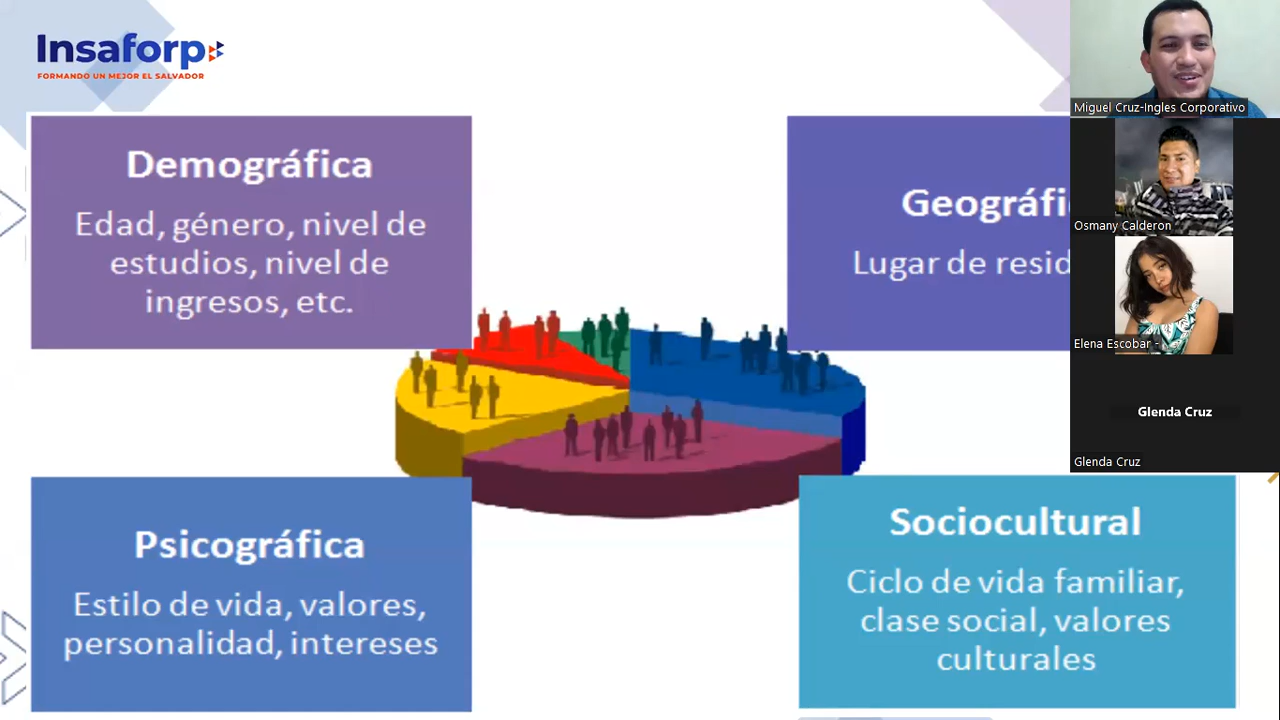 Insaforp
FORMANDO UN MEJOR EL SALVADOR
Demográfica
Edad, género, nivel de
estudios, nivel de
ingresos, etc.
Geográfi
Lugar de resid
Psicográfica
Estilo de vida, valores,
personalidad, intereses
Sociocultural
Ciclo de vida familiar,
clase social, valores
culturales
Miguel Cruz-Ingles Corporativo
Osmany Calderon
Elena Escobar -
Glenda Cruz
Glenda Cruz